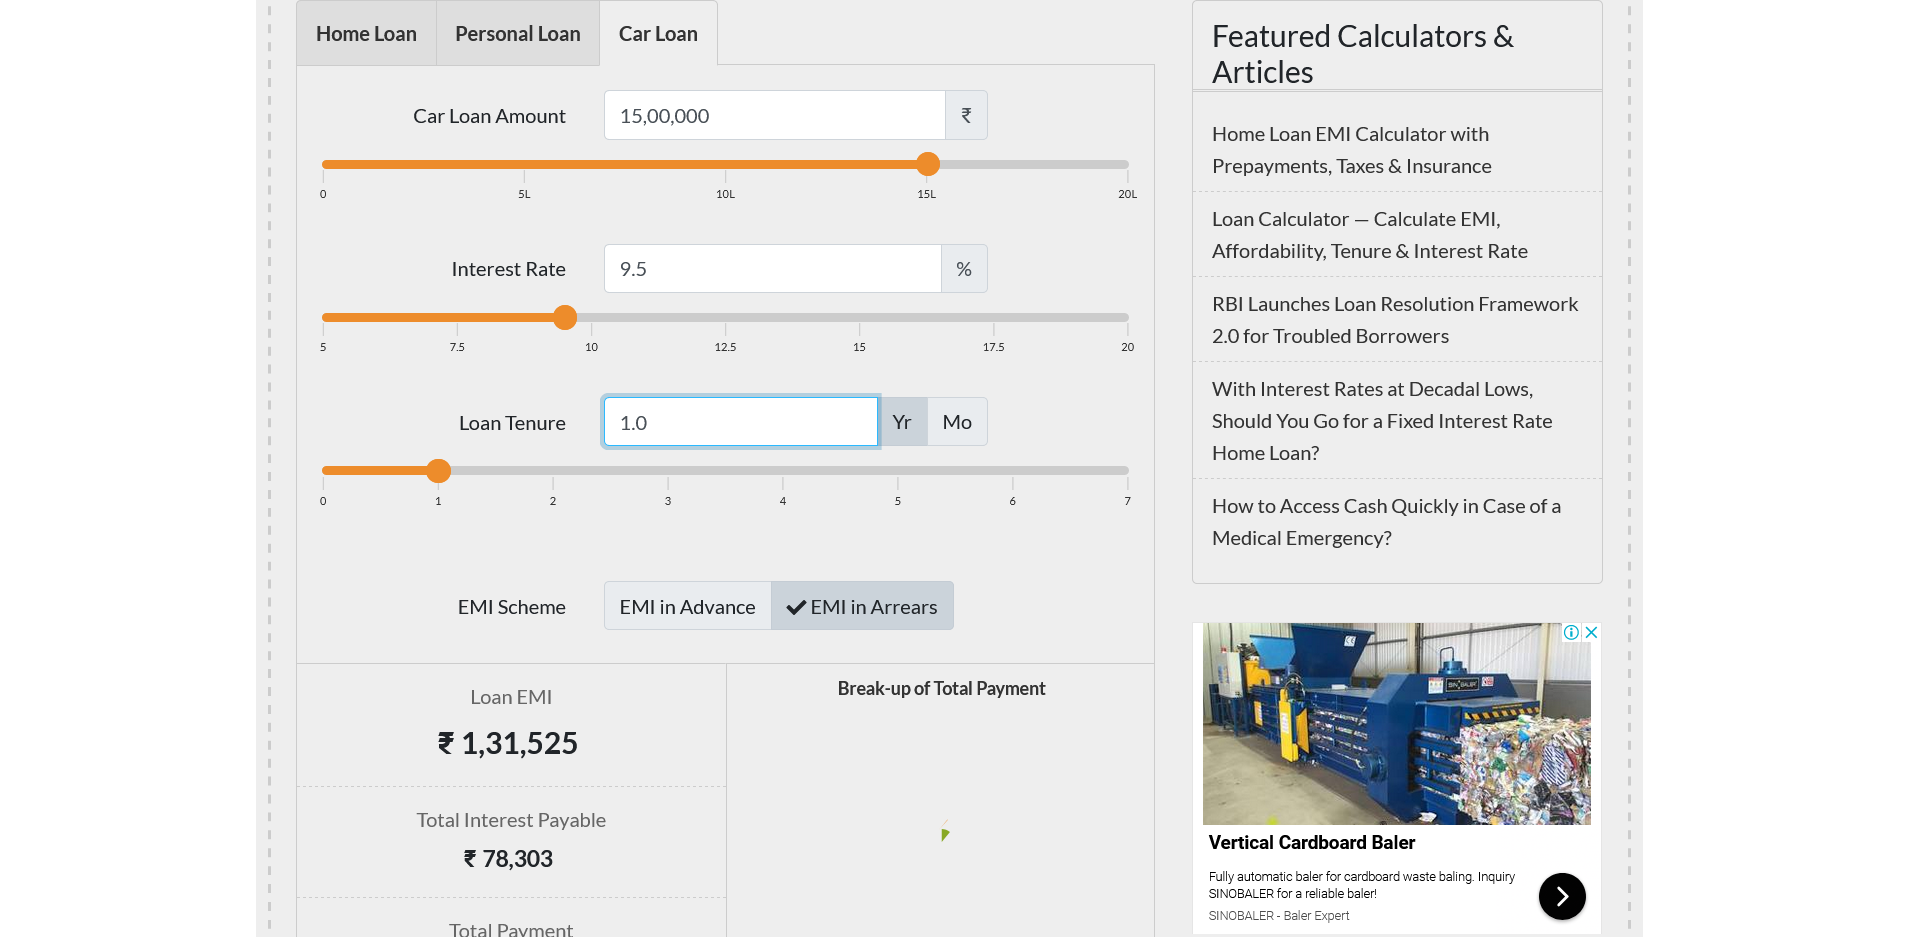 Home Loan
Personal Loan
Car Loan
Car Loan Amount
15,00,000
₹
0
5L
10L
15L
20L
Interest Rate
9.5
%
5
7.5
10
12.5
15
17.5
20
Loan Tenure
1.0
Yr
Mo
0
1
2
3
4
5
6
7
EMI Scheme
EMI in Advance
EMI in Arrears
Loan EMI
₹ 1,31,525
Total Interest Payable
₹ 78,303
Total Payment
Break-up of Total Payment
Featured Calculators &
Articles
Home Loan EMI Calculator with
Prepayments, Taxes & Insurance
Loan Calculator — Calculate EMI,
Affordability, Tenure & Interest Rate
RBI Launches Loan Resolution Framework
2.0 for Troubled Borrowers
With Interest Rates at Decadal Lows,
Should You Go for a Fixed Interest Rate
Home Loan?
How to Access Cash Quickly in Case of a
Medical Emergency?
SINOBALER
Vertical Cardboard Baler
Fully automatic baler for cardboard waste baling. Inquiry
SINOBALER for a reliable baler!
SINOBALER - Baler Expert